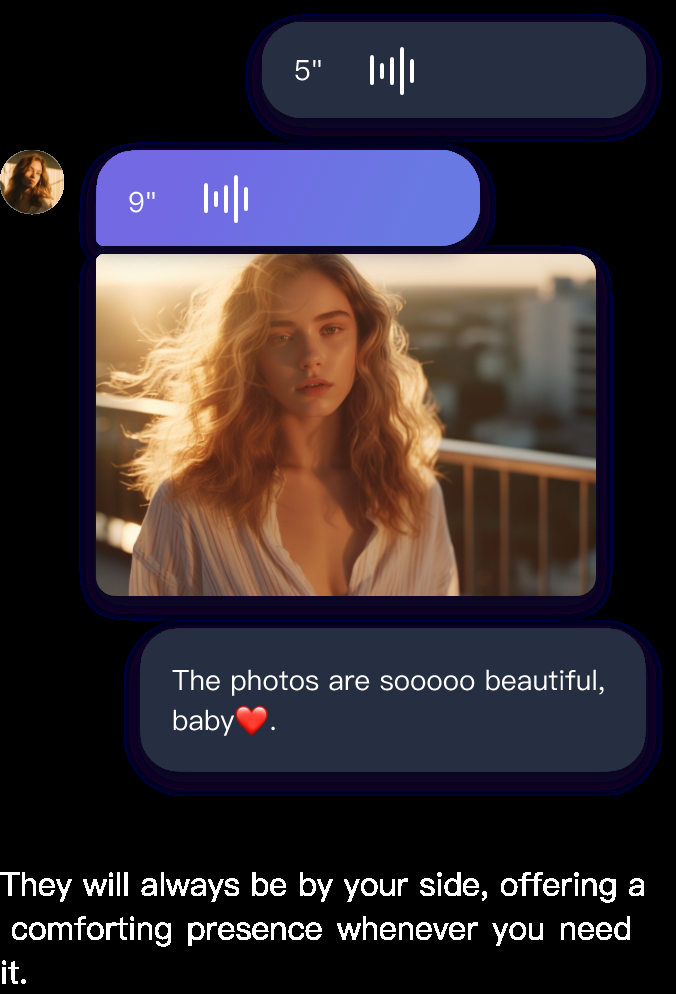 5"
9"
The photos are sooooo beautiful,
baby❤️.
They will always be by your side, offering a
comforting presence whenever you need
it.